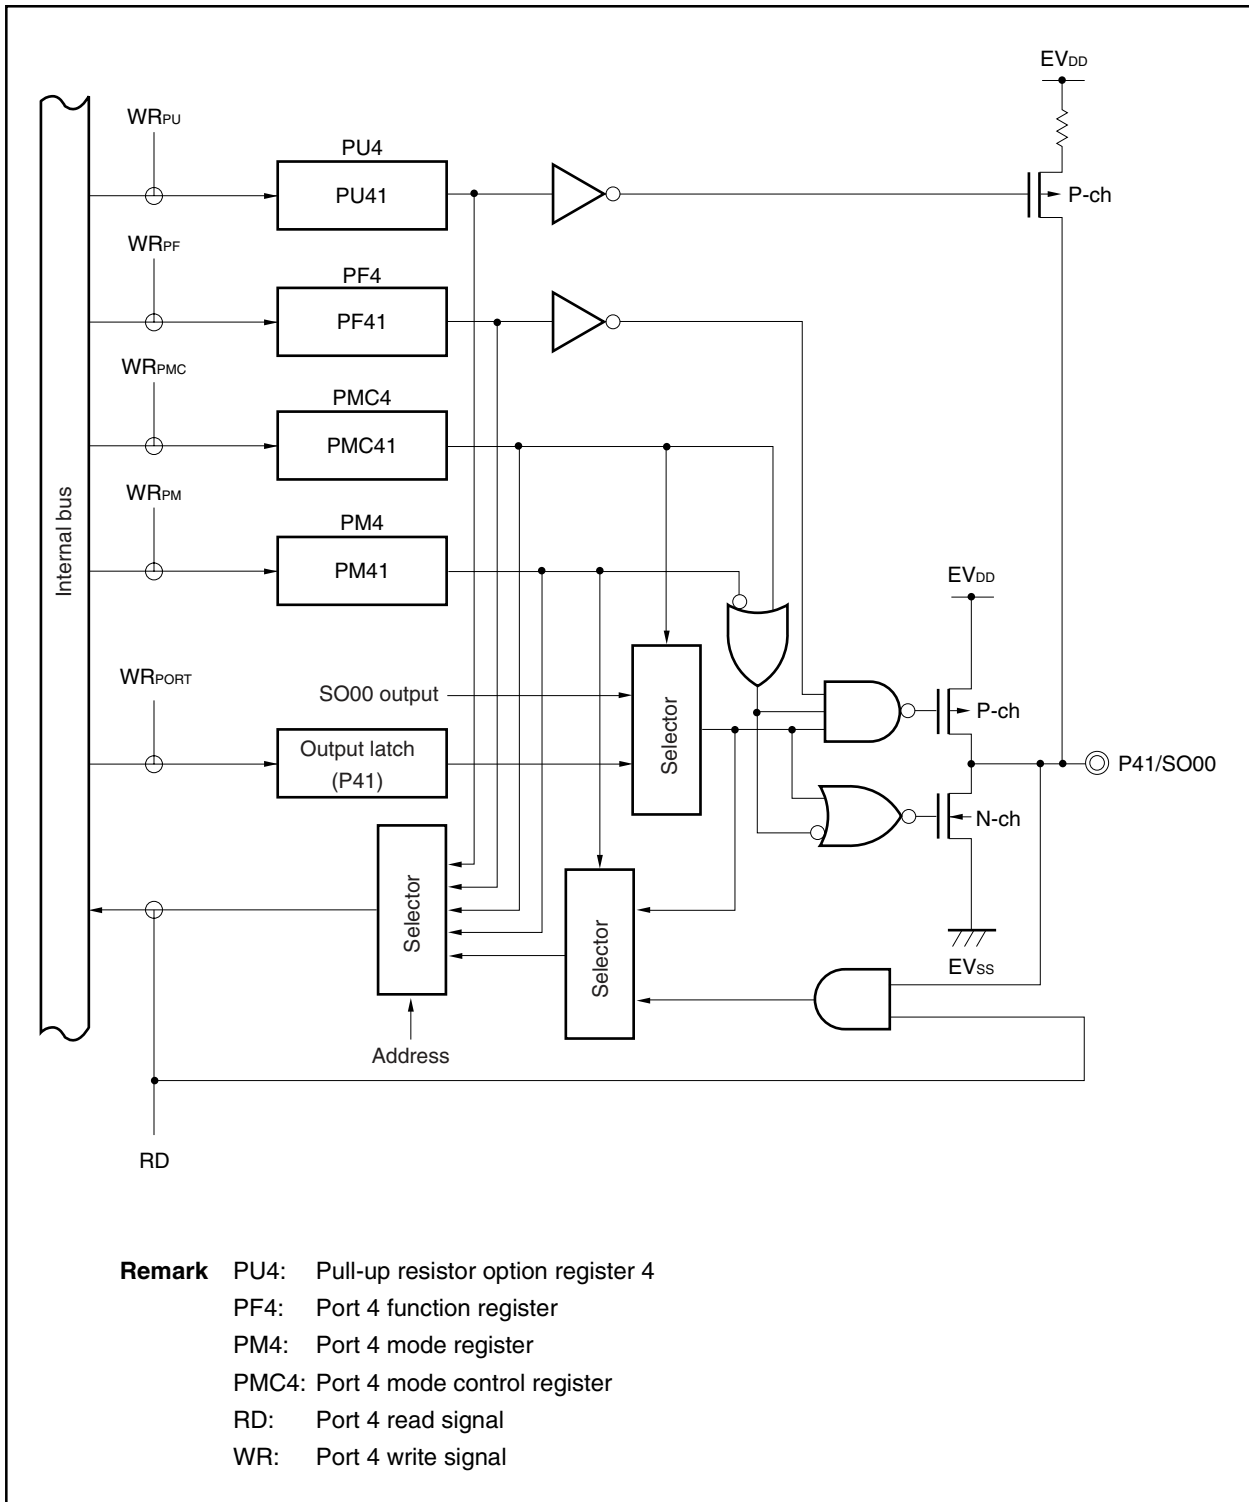 EVDD
WRPU
PU4
PU41
P-ch
WRPF
PF4
PF41
WRPMC
PMC4
PMC41
WRPM
PM4
PM41
Internal bus
EVDD
WRPORT
SO00 output
Selector
P-ch
Output latch
(P41)
P41/SO00
N-ch
Selector
Selector
EVSS
Address
RD
Remark PU4: Pull-up resistor option register 4
PF4: Port 4 function register
PM4: Port 4 mode register
PMC4: Port 4 mode control register
RD: Port 4 read signal
WR: Port 4 write signal